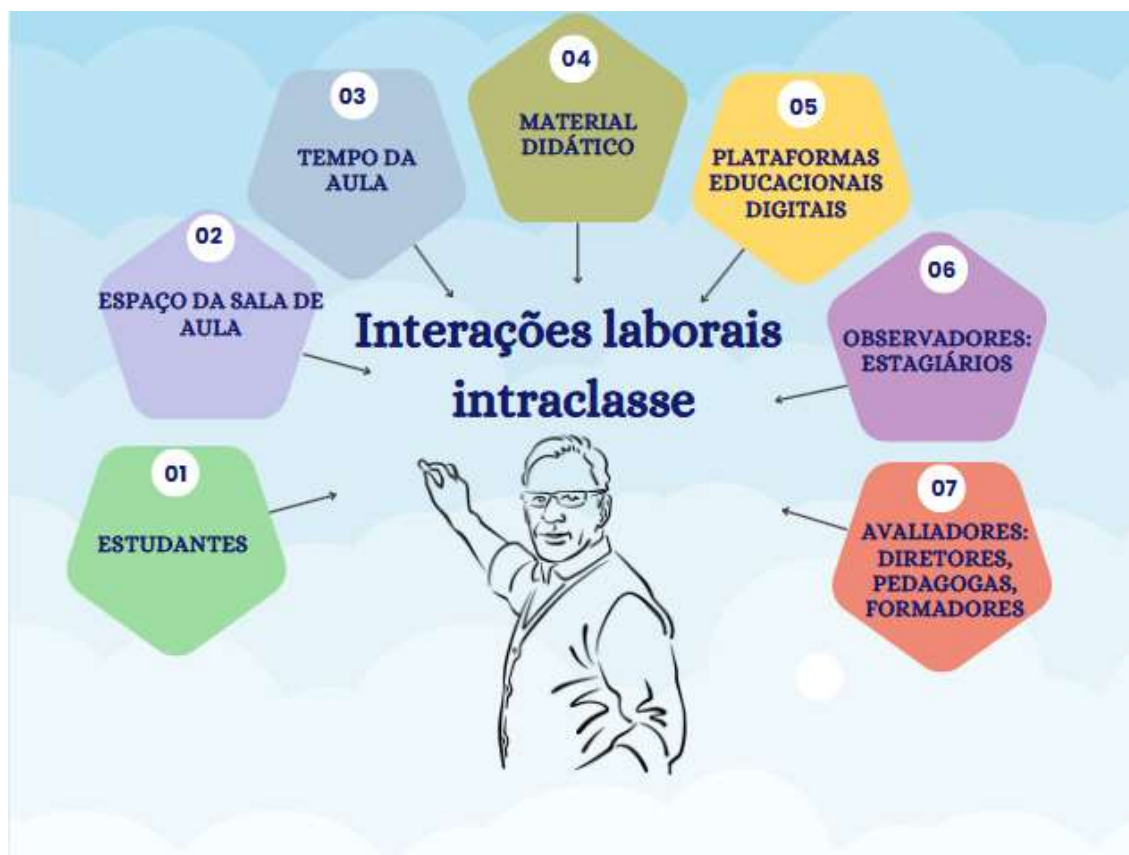 01
ESTUDANTES
02
ESPAÇO DA SALA DE
AULA
03
TEMPO DA
AULA
04
MATERIAL
DIDÁTICO
05
PLATAFORMAS
EDUCACIONAIS
DIGITAIS
06
OBSERVADORES:
ESTAGIÁRIOS
07
AVALIADORES:
DIRETORES,
PEDAGOGAS,
FORMADORES
Interações laborais
intraclasse